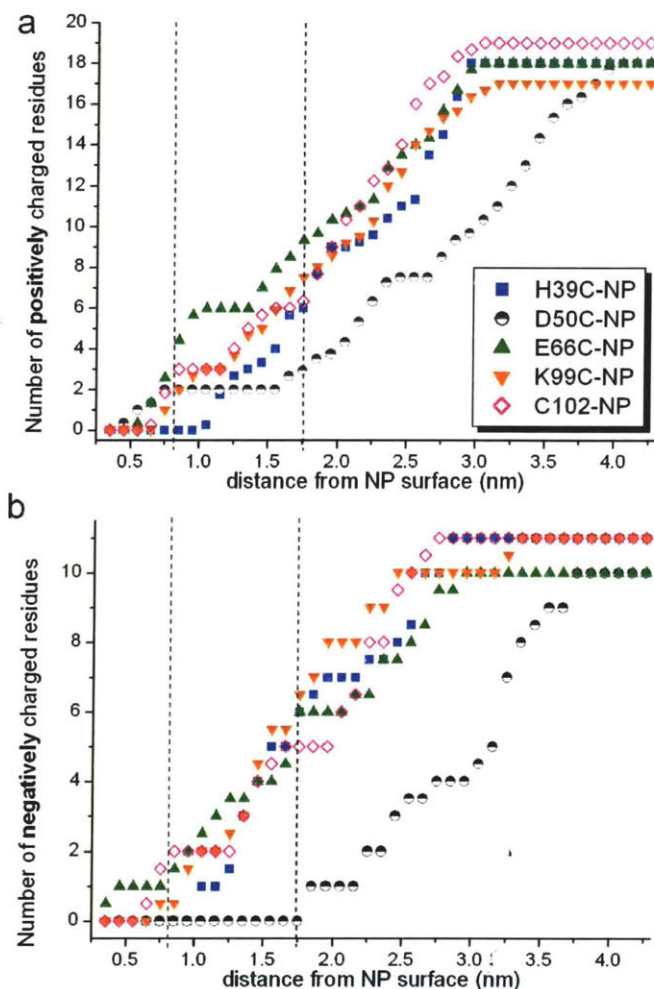 a
Number of positively charged residues
20
18
16
14
12
10
8
6
4
2
0
H39C-NP
D50C-NP
E66C-NP
K99C-NP
C102-NP
0.5 1.0 1.5 2.0 2.5 3.0 3.5 4.0
distance from NP surface (nm)
b
Number of negatively charged residues
10
8
6
4
2
0
0.5 1.0 1.5 2.0 2.5 3.0 3.5 4.0
distance from NP surface (nm)